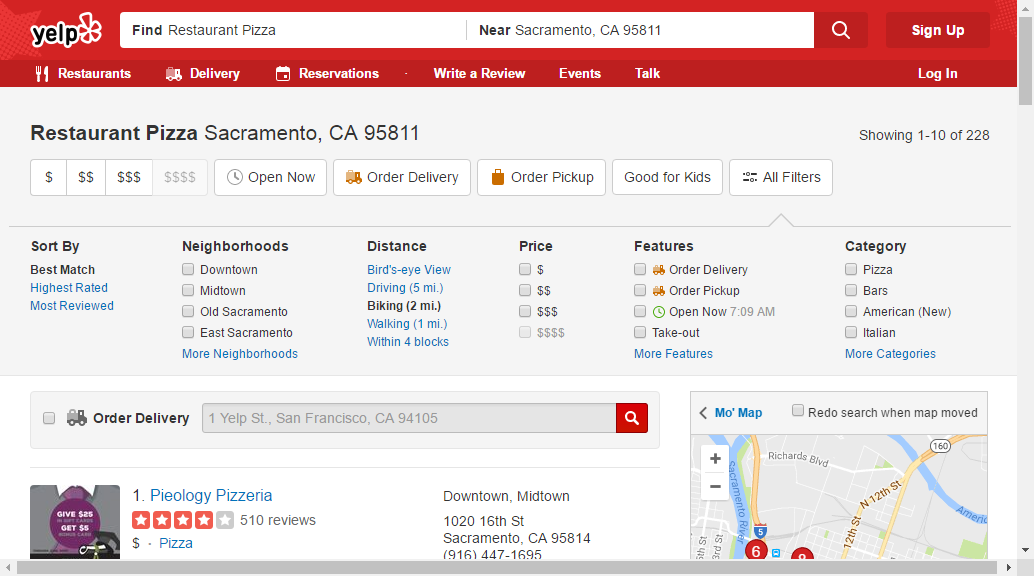 yelp
Find Restaurant Pizza
Near Sacramento, CA 95811
Sign Up
Restaurants
Delivery
Reservations
·
Write a Review
Events
Talk
Log In
Restaurant Pizza Sacramento, CA 95811
Showing 1-10 of 228
$
$$
$$$
$$$$
Open Now
Order Delivery
Order Pickup
Good for Kids
All Filters
Sort By
Best Match
Highest Rated
Most Reviewed
Neighborhoods
Downtown
Midtown
Old Sacramento
East Sacramento
More Neighborhoods
Distance
Bird's-eye View
Driving (5 mi.)
Biking (2 mi.)
Walking (1 mi.)
Within 4 blocks
Price
$
$$
$$$
$$$$
Features
Order Delivery
Order Pickup
Open Now 7:09 AM
Take-out
More Features
Category
Pizza
Bars
American (New)
Italian
More Categories
Order Delivery
1 Yelp St., San Francisco, CA 94105
Mo' Map
Redo search when map moved
GIVE $25
IN GIFT CARDS
GET $5
BONUS CARD
1. Pieology Pizzeria
510 reviews
$ · Pizza
Downtown, Midtown
1020 16th St
Sacramento, CA 95814
(916) 447-1695
+
−
Richards Blvd
160
N 12th St
Sacramento River
5
12th St
5th St
3rd St
6